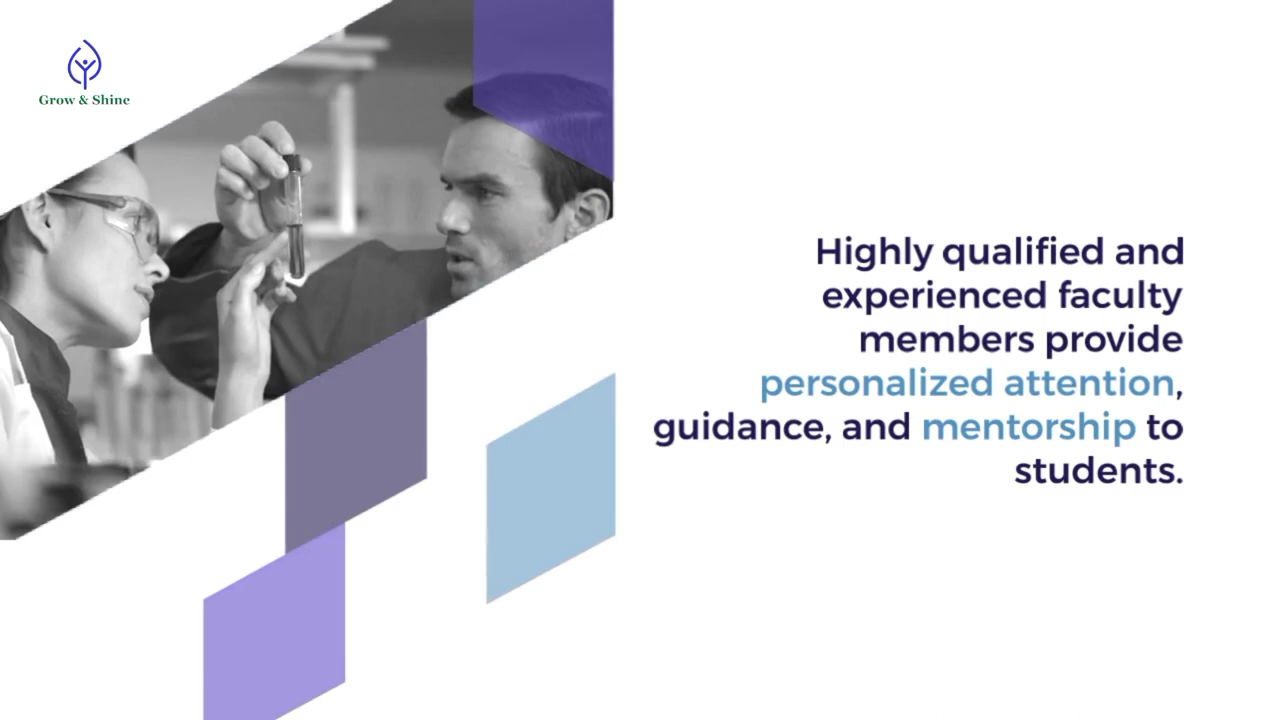 Grow & Shine
Highly qualified and
experienced faculty
members provide
personalized attention,
guidance, and mentorship to
students.